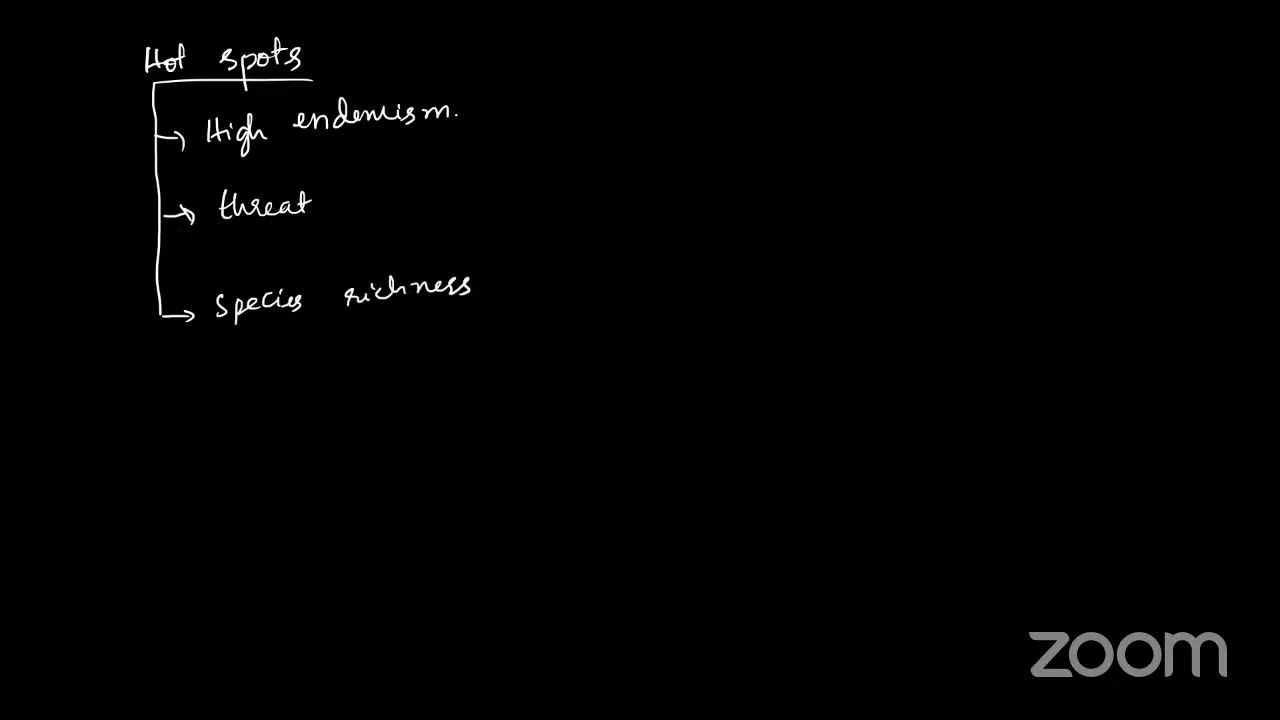 Hot spots
→ High endemism.
→ threat
→ species richness
zoom